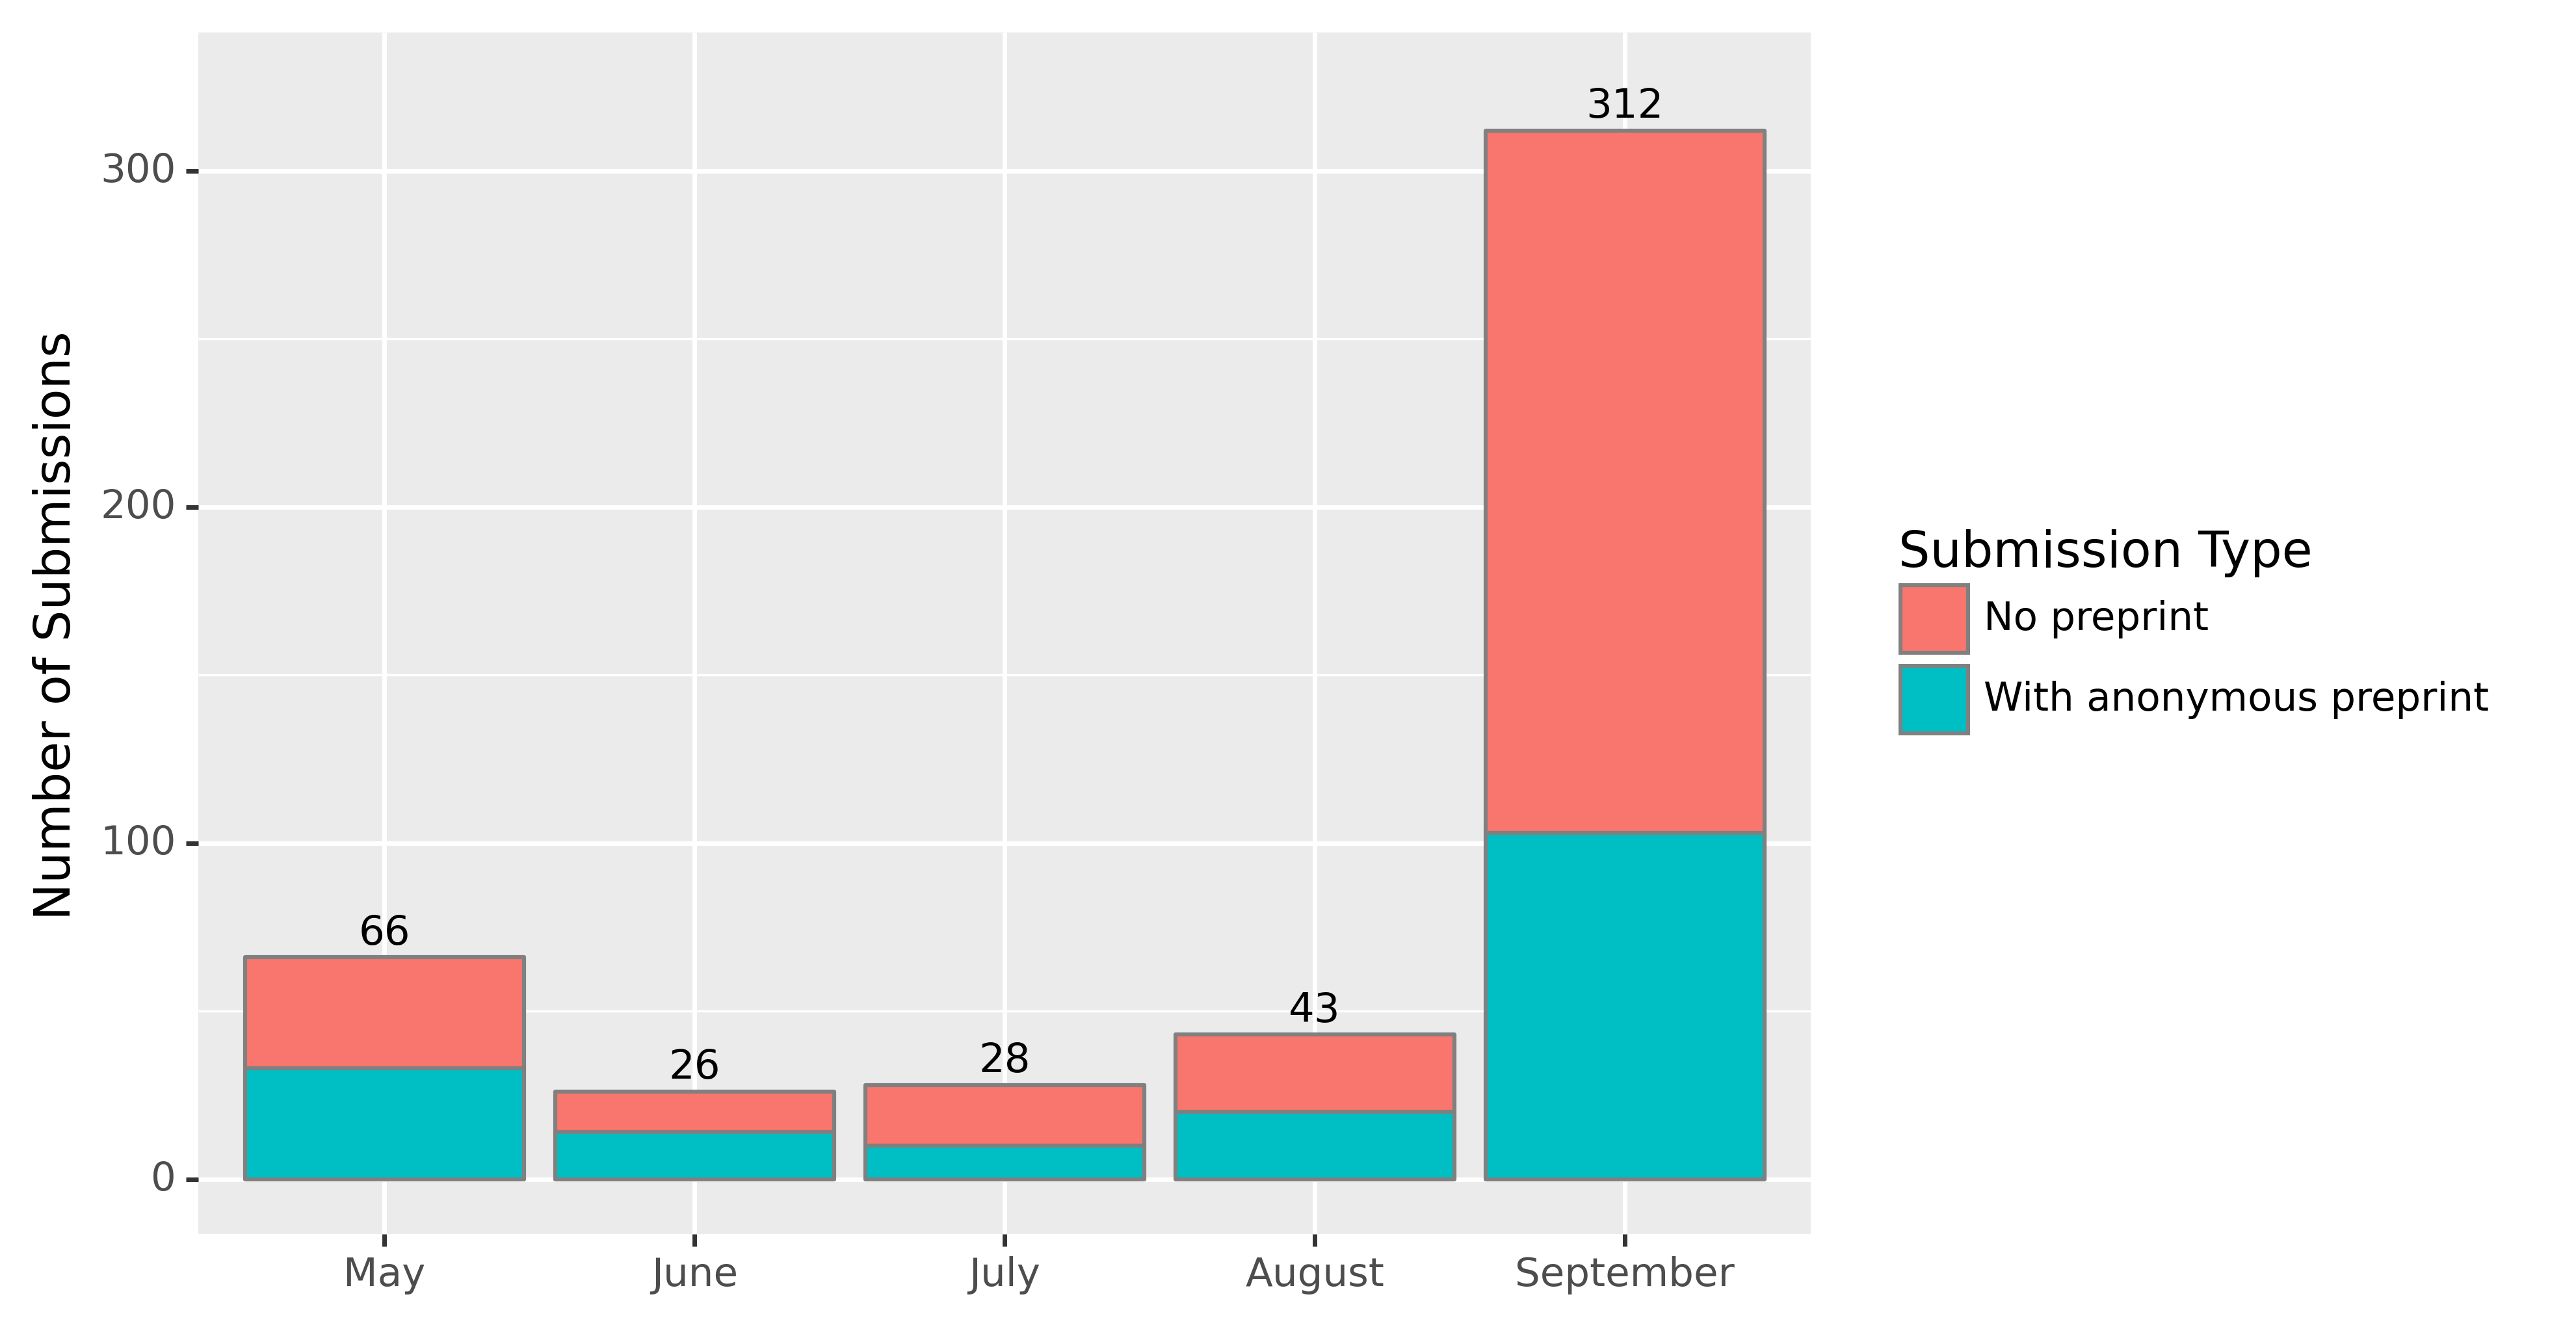 Number of Submissions
300
200
100
0
66
26
28
43
312
May
June
July
August
September
Submission Type
No preprint
With anonymous preprint